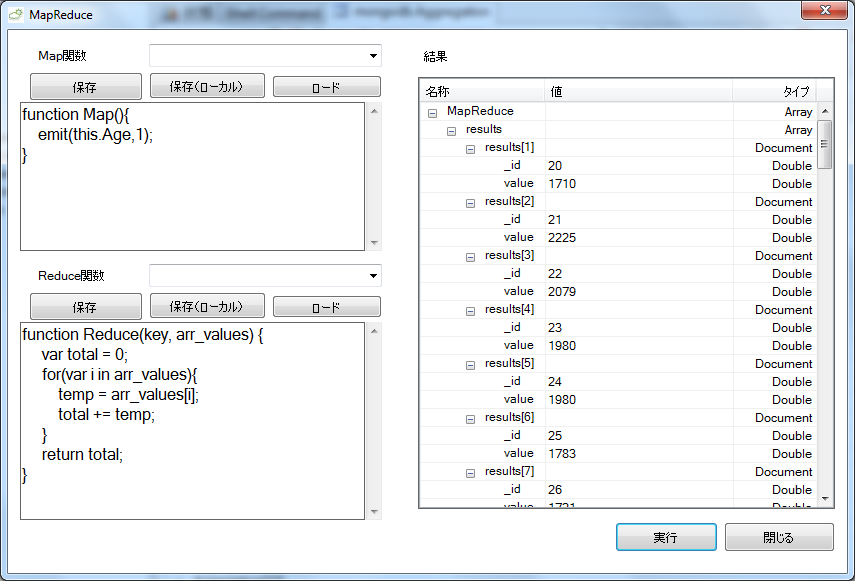 MapReduce
Map関数
保存
保存(ローカル)
ロード
function Map(){
    emit(this.Age,1);
}
Reduce関数
保存
保存(ローカル)
ロード
function Reduce(key, arr_values) {
    var total = 0;
    for(var i in arr_values){
        temp = arr_values[i];
        total += temp;
    }
    return total;
}
結果
名称 値 タイプ
MapReduce Array
results Array
results[1] Document
_id 20 Double
value 1710 Double
results[2] Document
_id 21 Double
value 2225 Double
results[3] Document
_id 22 Double
value 2079 Double
results[4] Document
_id 23 Double
value 1980 Double
results[5] Document
_id 24 Double
value 1980 Double
results[6] Document
_id 25 Double
value 1783 Double
results[7] Document
_id 26 Double
value Double
実行
閉じる